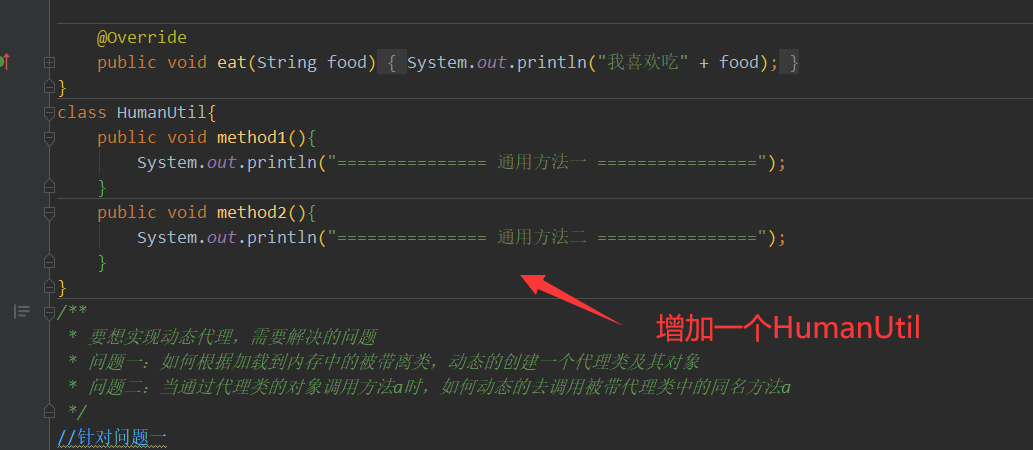 @Override
public void eat(String food) { System.out.println("我喜欢吃" + food); }
}
class HumanUtil{
public void method1(){
System.out.println("=============== 通用方法一 ================");
}
public void method2(){
System.out.println("=============== 通用方法二 ================");
}
}
增加一个HumanUtil
/**
* 要想实现动态代理，需要解决的问题
* 问题一：如何根据加载到内存中的被带离类，动态的创建一个代理类及其对象
* 问题二：当通过代理类的对象调用方法a时，如何动态的去调用被带代理类中的同名方法a
*/
//针对问题一